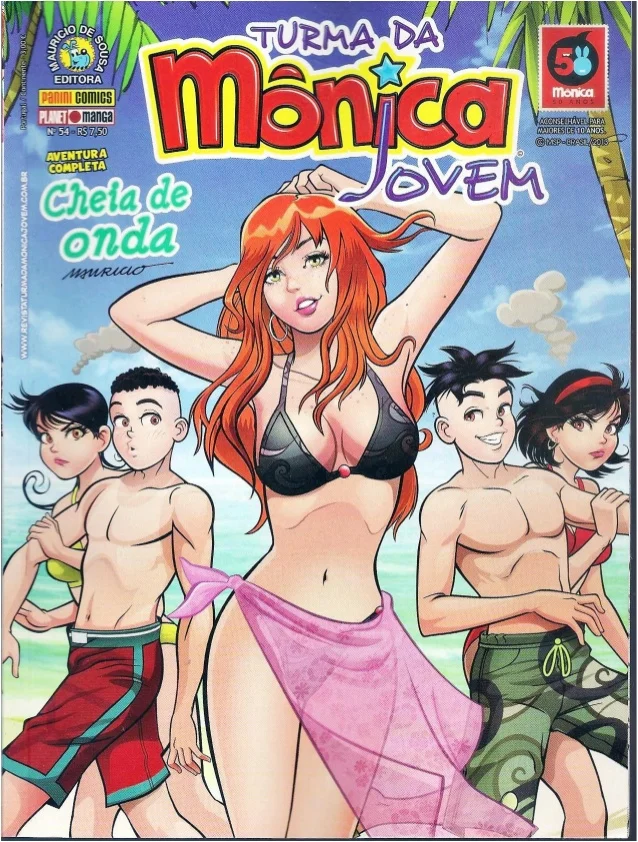 MAURICIO DE SOUSA
EDITORA
PANINI COMICS
PLANET manga
Nº 54 - R$ 7,50
TURMA DA
Mônica
JOVEM
50
Mônica
50 ANOS
ACONSELHÁVEL PARA
MAIORES DE 10 ANOS.
© MSP - BRASIL/2013
AVENTURA
COMPLETA
Cheia de
onda
MAURICIO
WWW.REVISTATURMADAMONICAJOVEM.COM.BR